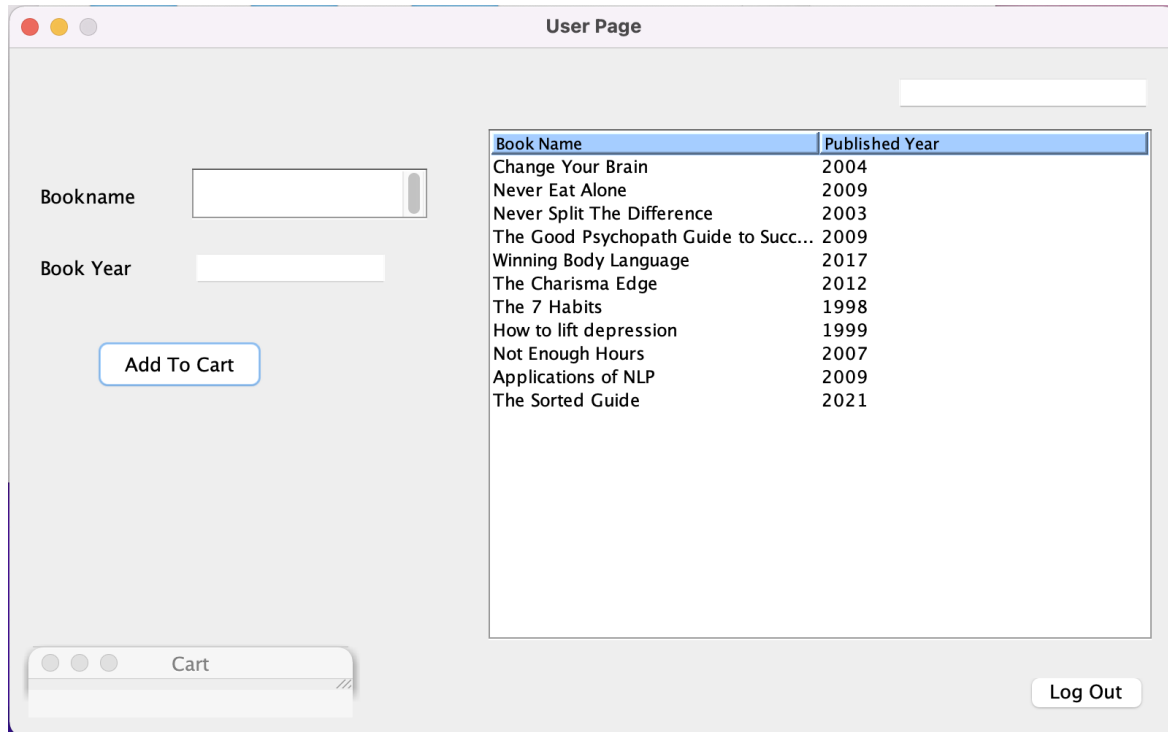 User Page
Bookname
Book Year
Add To Cart
Book Name Published Year
Change Your Brain 2004
Never Eat Alone 2009
Never Split The Difference 2003
The Good Psychopath Guide to Succ... 2009
Winning Body Language 2017
The Charisma Edge 2012
The 7 Habits 1998
How to lift depression 1999
Not Enough Hours 2007
Applications of NLP 2009
The Sorted Guide 2021
Cart
Log Out